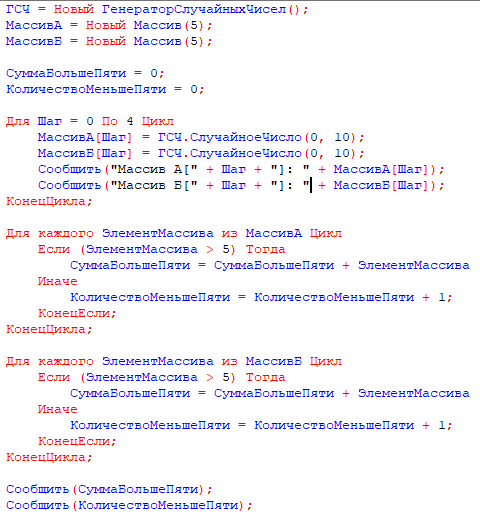 ГСЧ = Новый ГенераторСлучайныхЧисел();
МассивА = Новый Массив(5);
МассивБ = Новый Массив(5);

СуммаБольшеПяти = 0;
КоличествоМеньшеПяти = 0;

Для Шаг = 0 По 4 Цикл
    МассивА[Шаг] = ГСЧ.СлучайноеЧисло(0, 10);
    МассивБ[Шаг] = ГСЧ.СлучайноеЧисло(0, 10);
    Сообщить("Массив А[" + Шаг + "]: " + МассивА[Шаг]);
    Сообщить("Массив Б[" + Шаг + "]: " + МассивБ[Шаг]);
КонецЦикла;

Для каждого ЭлементМассива из МассивА Цикл
    Если (ЭлементМассива > 5) Тогда
        СуммаБольшеПяти = СуммаБольшеПяти + ЭлементМассива
    Иначе
        КоличествоМеньшеПяти = КоличествоМеньшеПяти + 1;
    КонецЕсли;
КонецЦикла;

Для каждого ЭлементМассива из МассивБ Цикл
    Если (ЭлементМассива > 5) Тогда
        СуммаБольшеПяти = СуммаБольшеПяти + ЭлементМассива
    Иначе
        КоличествоМеньшеПяти = КоличествоМеньшеПяти + 1;
    КонецЕсли;
КонецЦикла;

Сообщить(СуммаБольшеПяти);
Сообщить(КоличествоМеньшеПяти);